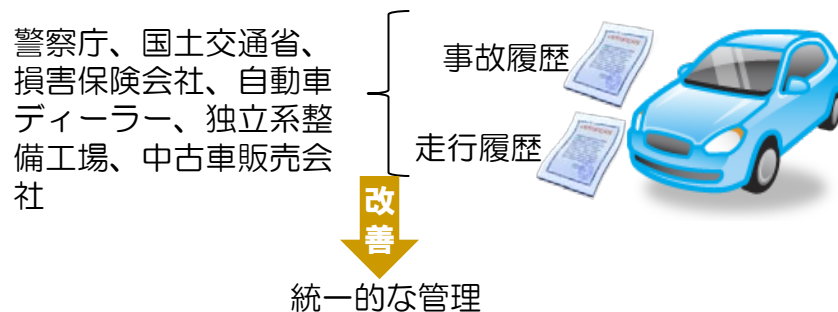 警察庁、国土交通省、
損害保険会社、自動車
ディーラー、独立系整
備工場、中古車販売会
社
事故履歴
走行履歴
改
善
統一的な管理